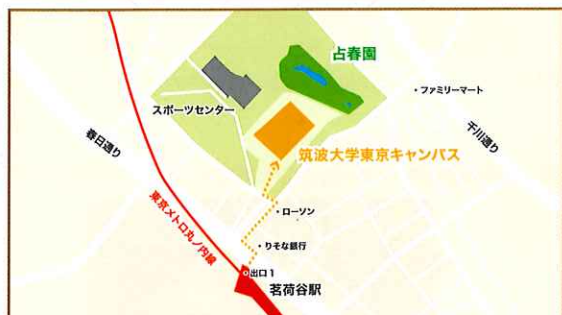 占春園
・ファミリーマート
スポーツセンター
千川通り
春日通り
筑波大学東京キャンパス
・ローソン
東京メトロ丸ノ内線
・りそな銀行
・出口1
茗荷谷駅